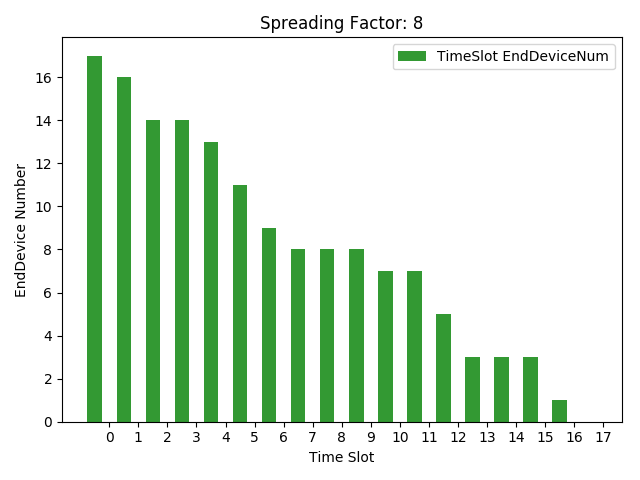 Spreading Factor: 8
TimeSlot EndDeviceNum
EndDevice Number
16
14
12
10
8
6
4
2
0
0 1 2 3 4 5 6 7 8 9 10 11 12 13 14 15 16 17
Time Slot